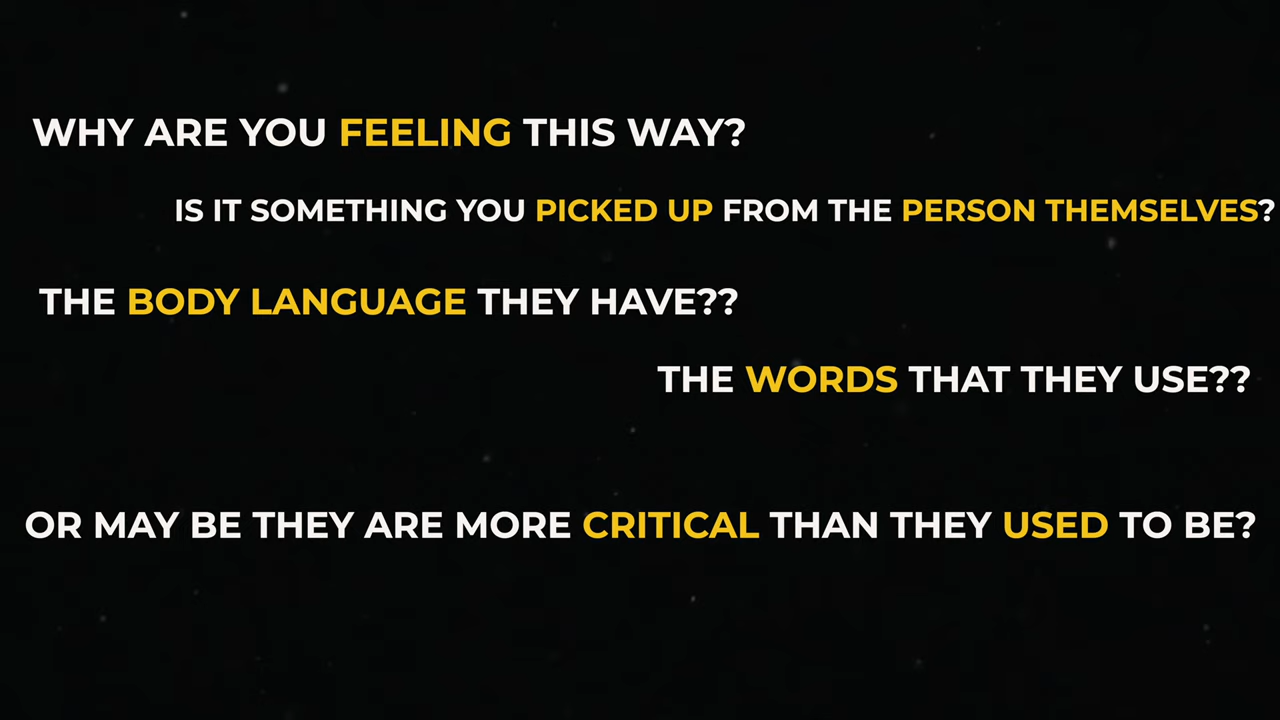 WHY ARE YOU FEELING THIS WAY?
IS IT SOMETHING YOU PICKED UP FROM THE PERSON THEMSELVES?
THE BODY LANGUAGE THEY HAVE??
THE WORDS THAT THEY USE??
OR MAY BE THEY ARE MORE CRITICAL THAN THEY USED TO BE?